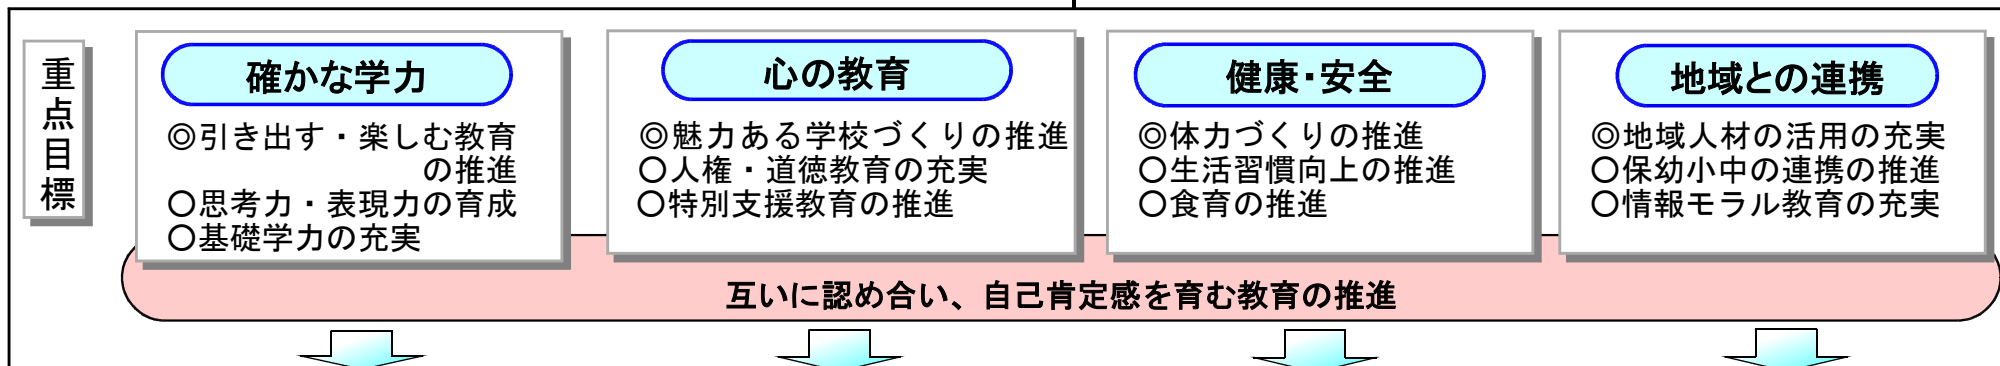 重点目標
確かな学力
◎引き出す・楽しむ教育
の推進
〇思考力・表現力の育成
〇基礎学力の充実
心の教育
◎魅力ある学校づくりの推進
〇人権・道徳教育の充実
〇特別支援教育の推進
健康・安全
◎体力づくりの推進
〇生活習慣向上の推進
〇食育の推進
地域との連携
◎地域人材の活用の充実
〇保幼小中の連携の推進
〇情報モラル教育の充実
互いに認め合い、自己肯定感を育む教育の推進